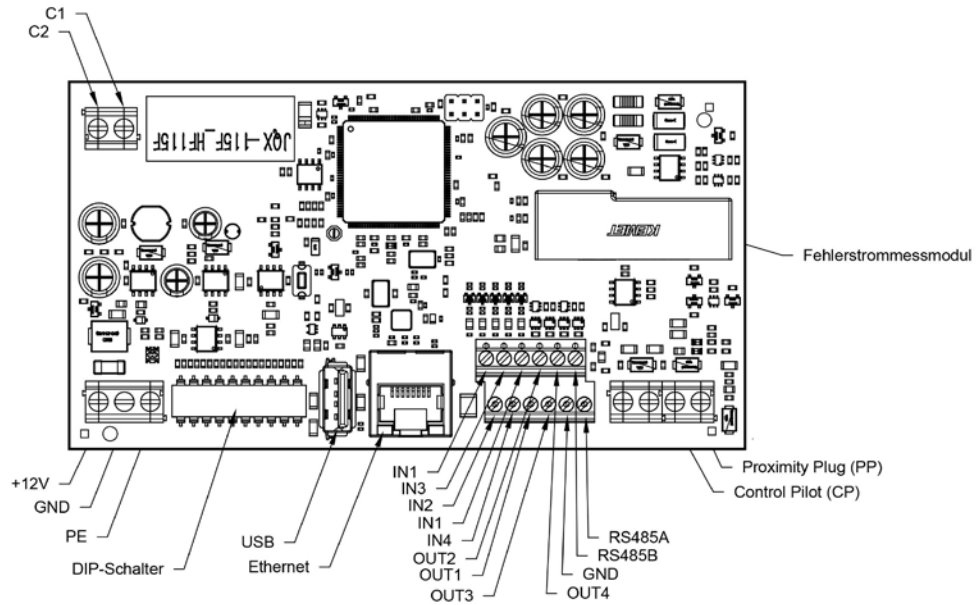 C1
C2
JQX-115F_HF115F
KEMET
Fehlerstrommessmodul
Proximity Plug (PP)
Control Pilot (CP)
+12V
GND
PE
DIP-Schalter
USB
Ethernet
IN1
IN3
IN2
IN1
IN4
OUT2
OUT1
OUT3
RS485A
RS485B
GND
OUT4